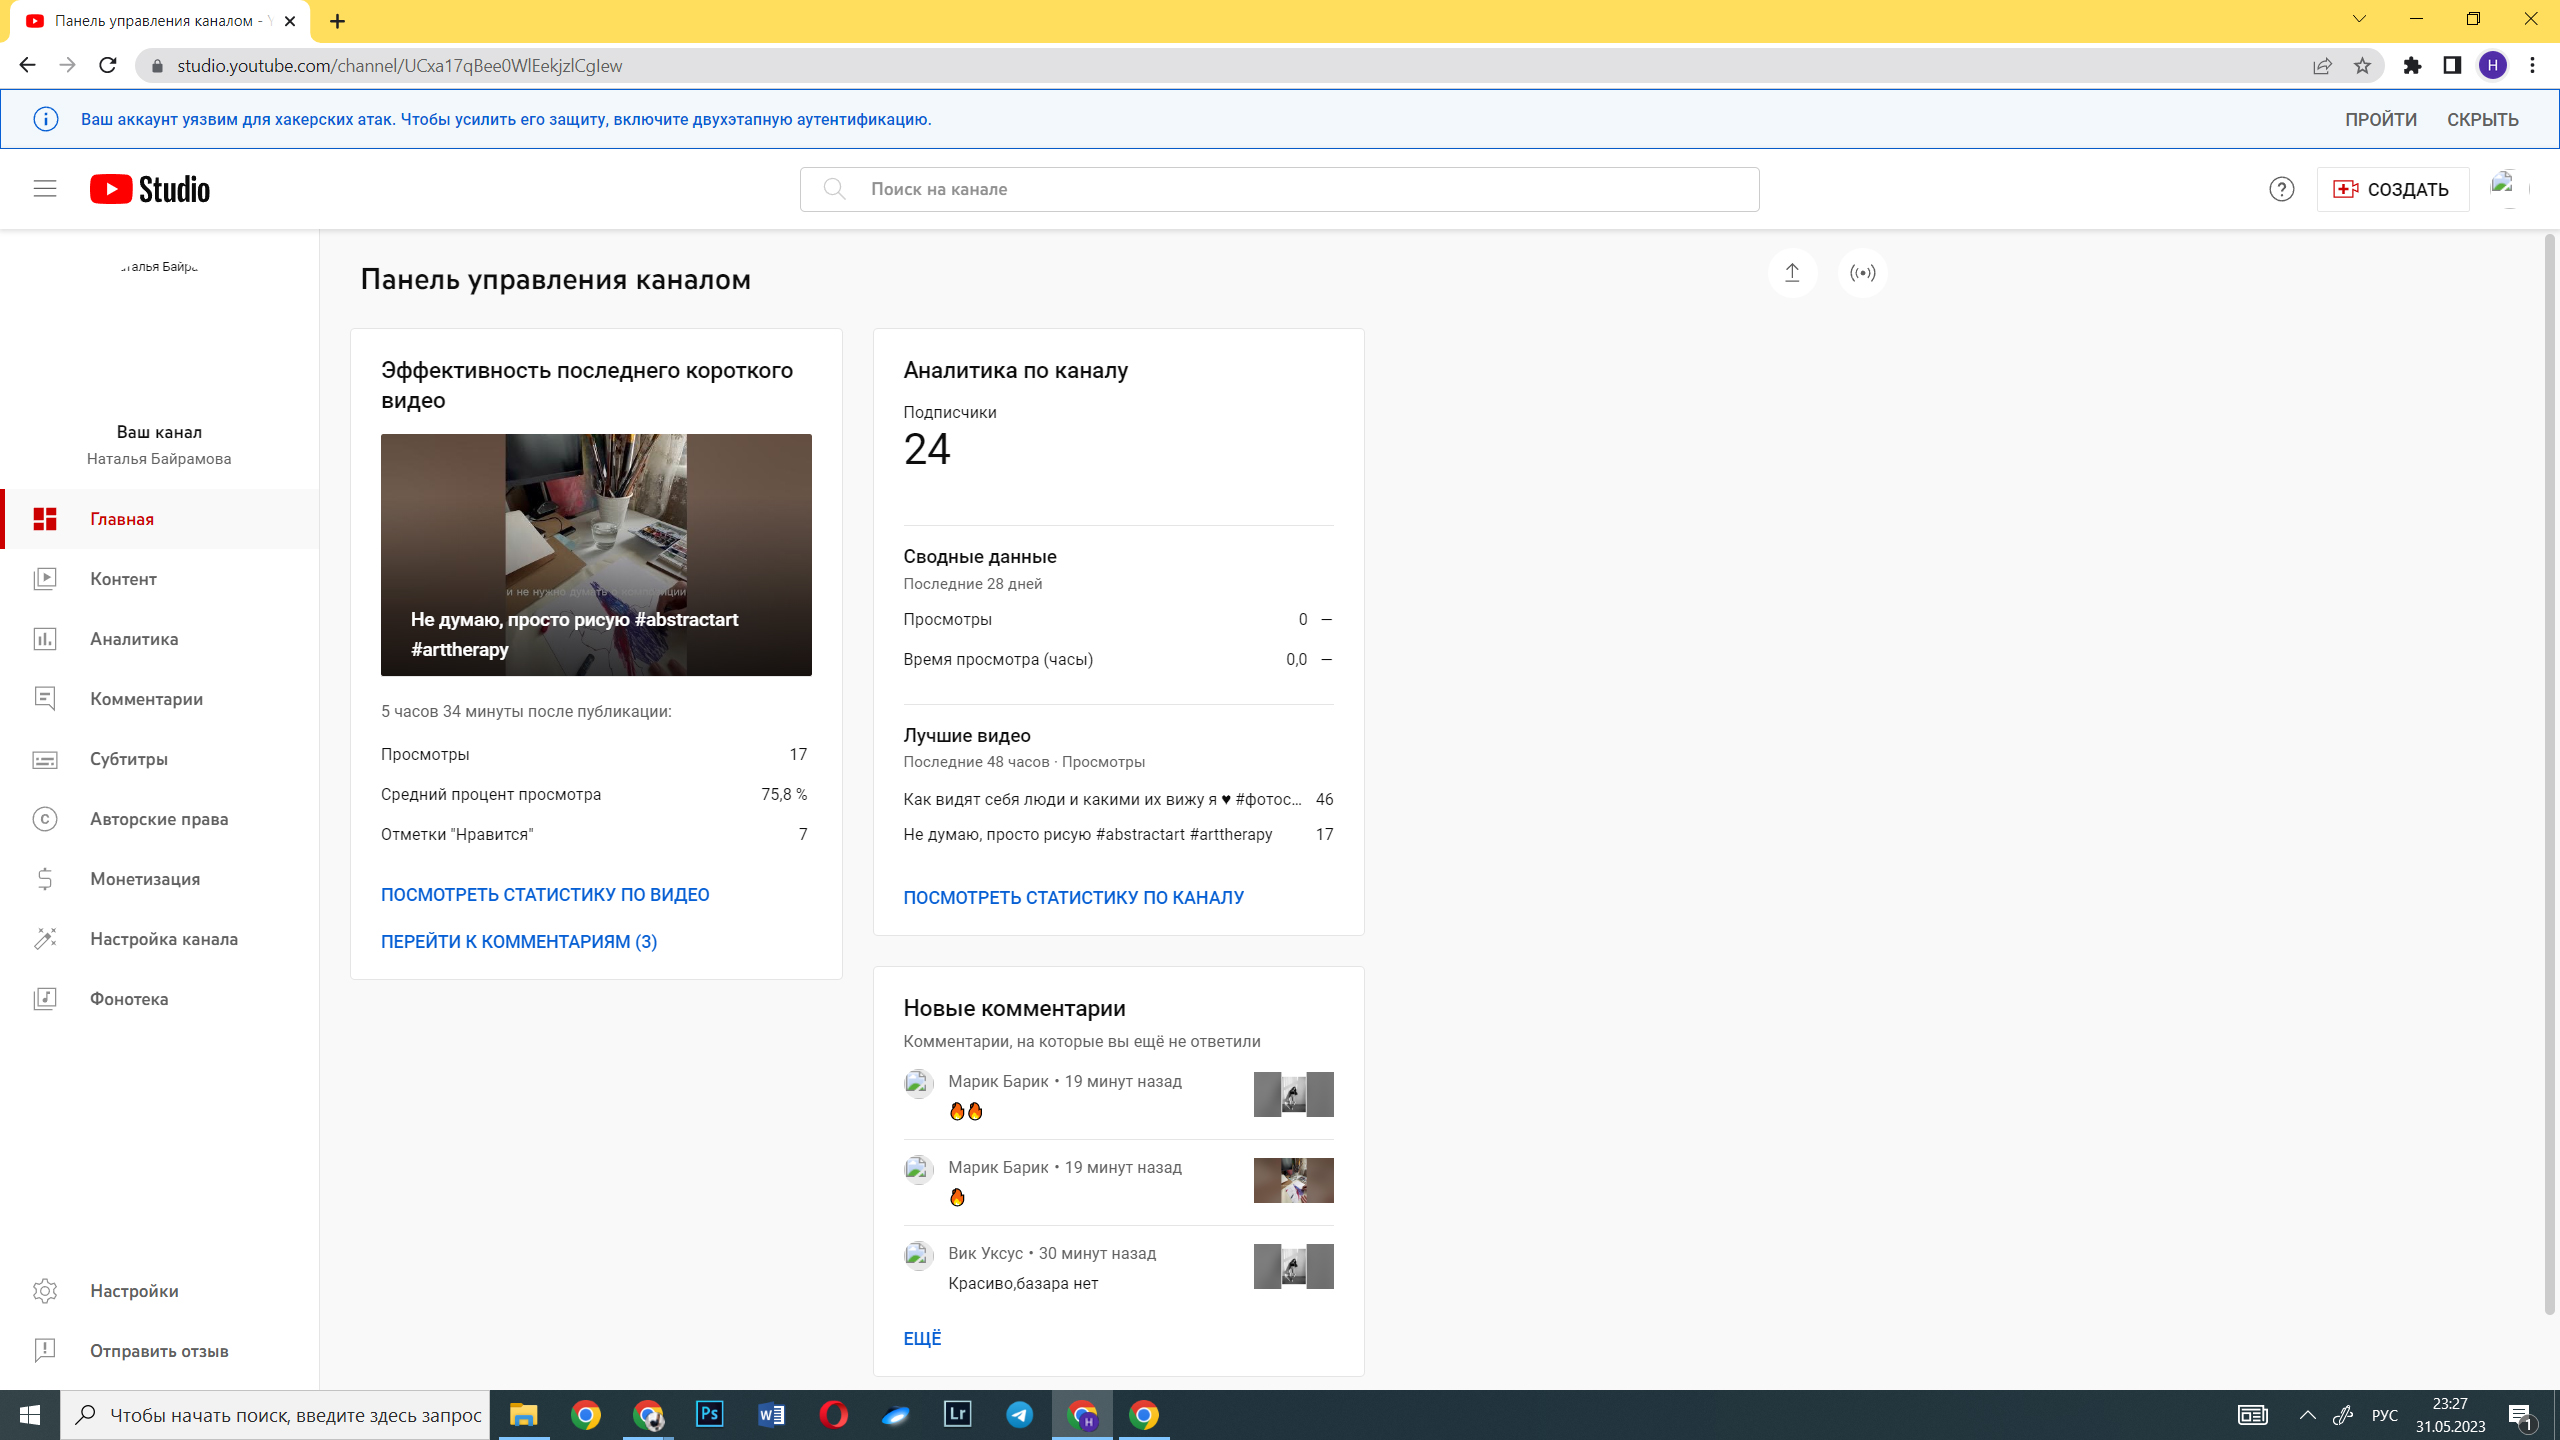 Панель управления каналом -
studio.youtube.com/channel/UCxa17qBee0WlEekjzlCgIew
H
Ваш аккаунт уязвим для хакерских атак. Чтобы усилить его защиту, включите двухэтапную аутентификацию.
ПРОЙТИ
СКРЫТЬ
Studio
Поиск на канале
СОЗДАТЬ
Ваш канал
Наталья Байрамова
Главная
Контент
Аналитика
Комментарии
Субтитры
Авторские права
Монетизация
Настройка канала
Фонотека
Настройки
Отправить отзыв
Панель управления каналом
Эффективность последнего короткого
видео
и не нужно думать о композиции
Не думаю, просто рисую #abstractart
#arttherapy
5 часов 34 минуты после публикации:
Просмотры 17
Средний процент просмотра 75,8 %
Отметки "Нравится" 7
ПОСМОТРЕТЬ СТАТИСТИКУ ПО ВИДЕО
ПЕРЕЙТИ К КОММЕНТАРИЯМ (3)
Аналитика по каналу
Подписчики
24
Сводные данные
Последние 28 дней
Просмотры 0 —
Время просмотра (часы) 0,0 —
Лучшие видео
Последние 48 часов · Просмотры
Как видят себя люди и какими их вижу я ♥ #фотос... 46
Не думаю, просто рисую #abstractart #arttherapy 17
ПОСМОТРЕТЬ СТАТИСТИКУ ПО КАНАЛУ
Новые комментарии
Комментарии, на которые вы ещё не ответили
Марик Барик • 19 минут назад
🔥🔥
Марик Барик • 19 минут назад
🔥
Вик Уксус • 30 минут назад
Красиво,базара нет
ЕЩЁ
Чтобы начать поиск, введите здесь запрос
Ps
Lr
H
РУС
23:27
31.05.2023
1